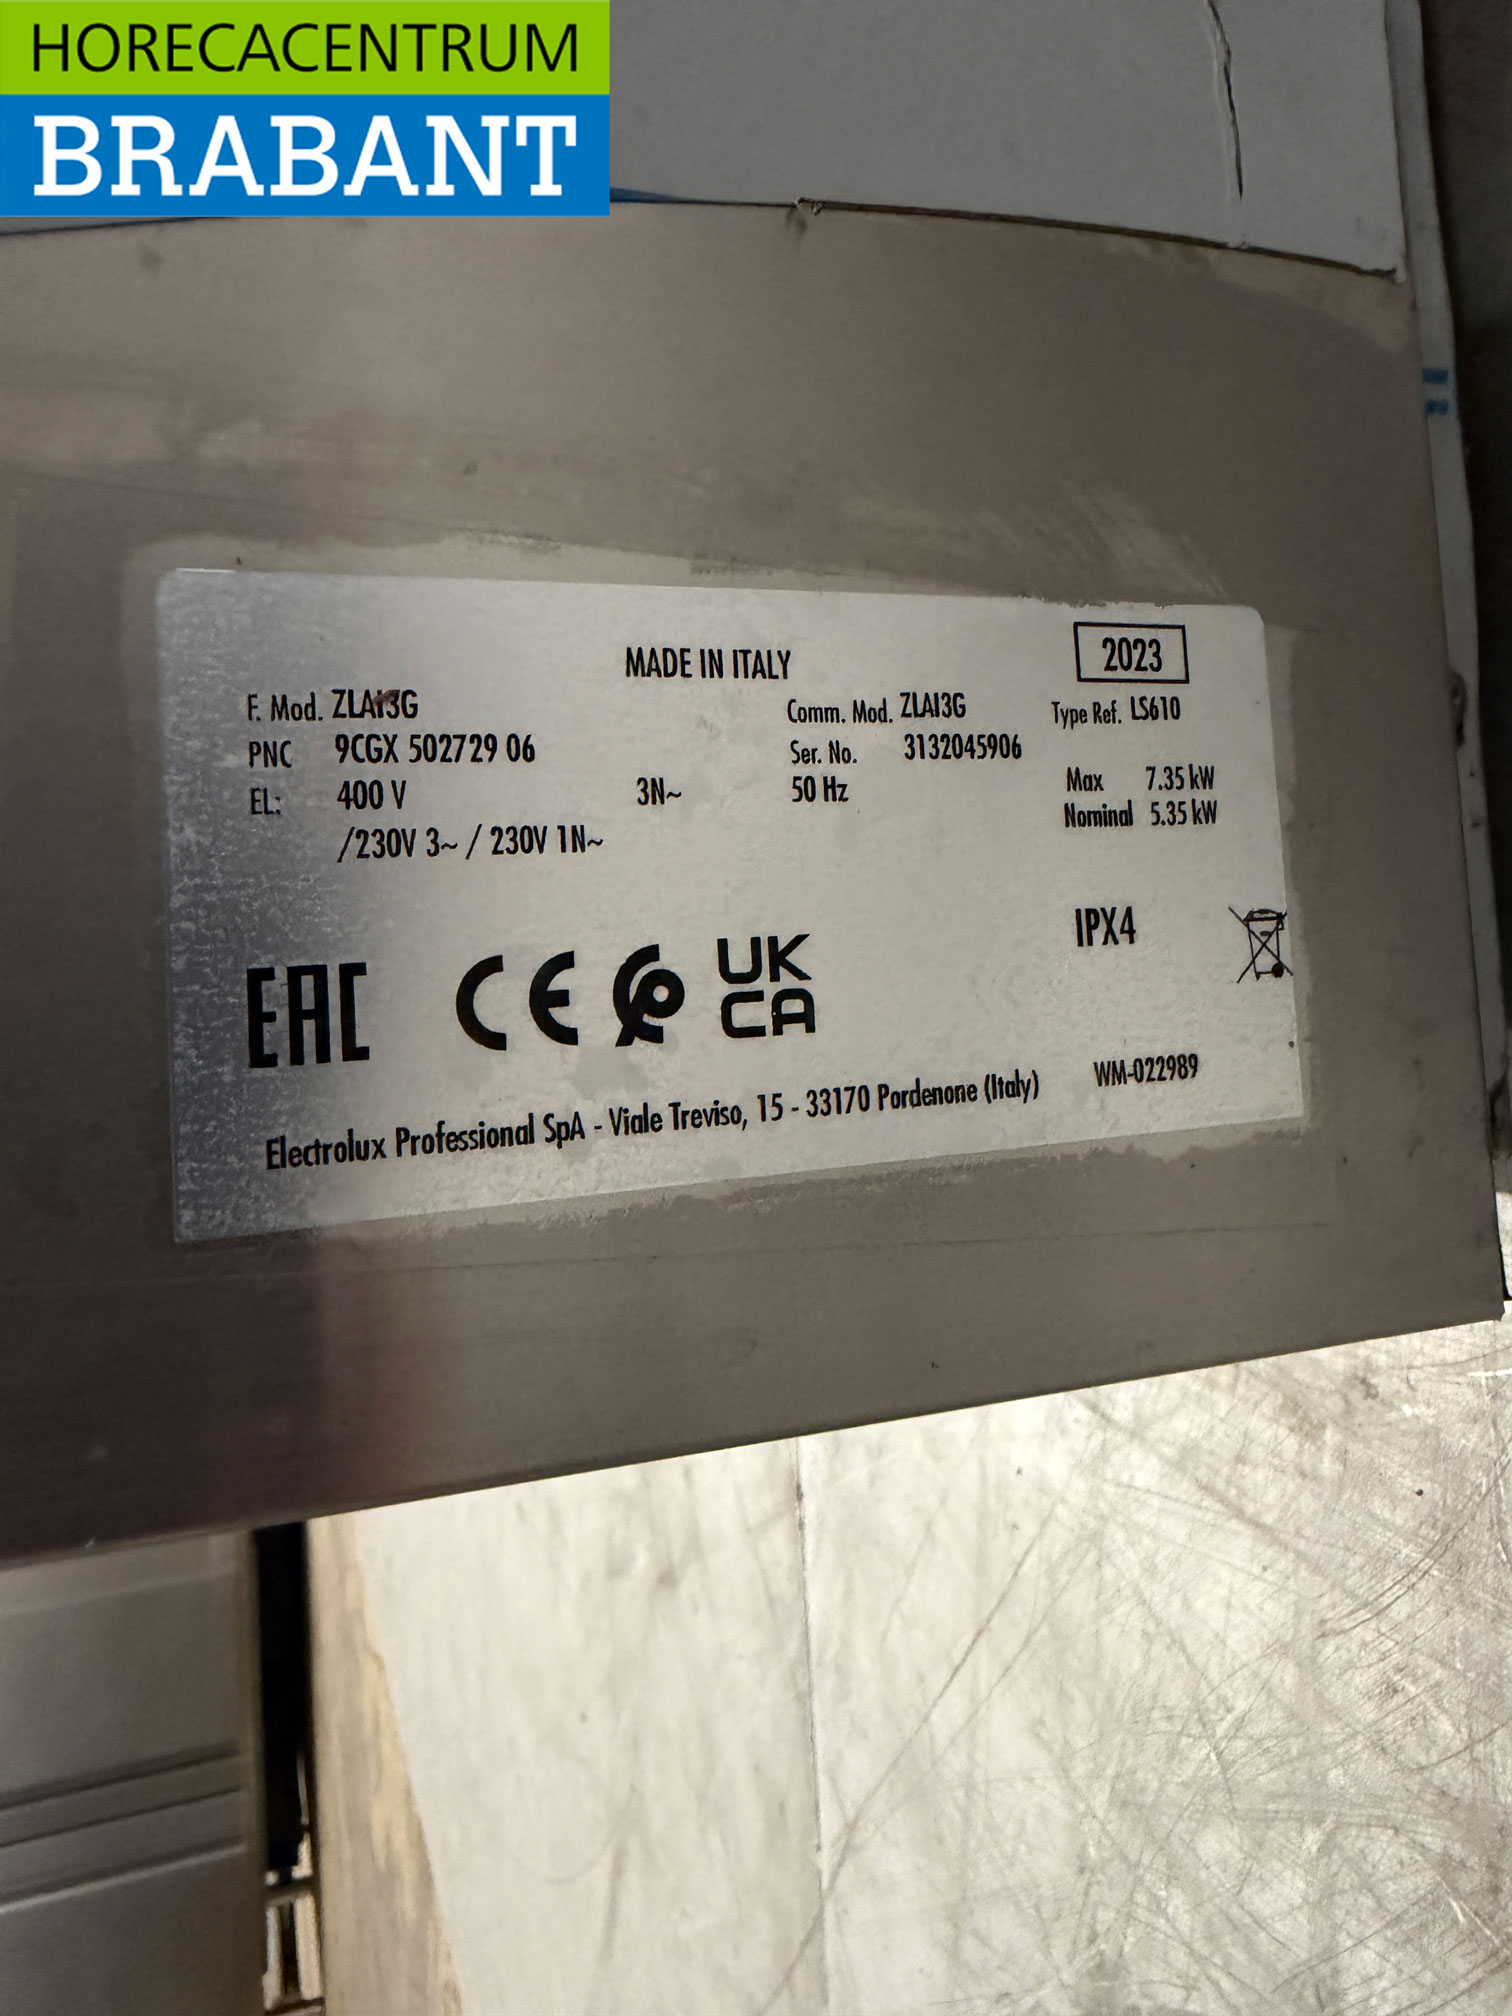 HORECACENTRUM
BRABANT
MADE IN ITALY
2023
F. Mod. ZLAI3G
Comm. Mod. ZLAI3G
Type Ref. LS610
PNC 9CGX 502729 06
Ser. No. 3132045906
EL: 400 V 3N~ 50 Hz
Max 7.35 kW
/230V 3~ / 230V 1N~
Nominal 5.35 kW
EAC CE UK CA
IPX4
Electrolux Professional SpA - Viale Treviso, 15 - 33170 Pordenone (Italy)
WM-022989